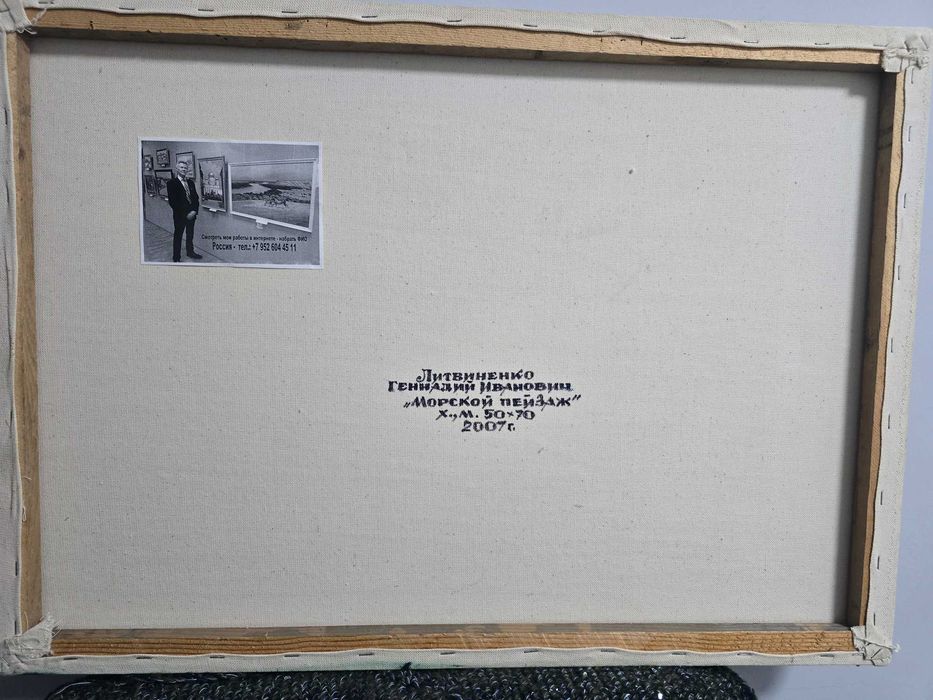 Смотреть мои работы в интернете - набрать ФИО
Россия - тел.: +7 952 604 45 11
Литвиненко
Геннадий Иванович
„Морской пейзаж"
х.,м. 50×70
2007г.